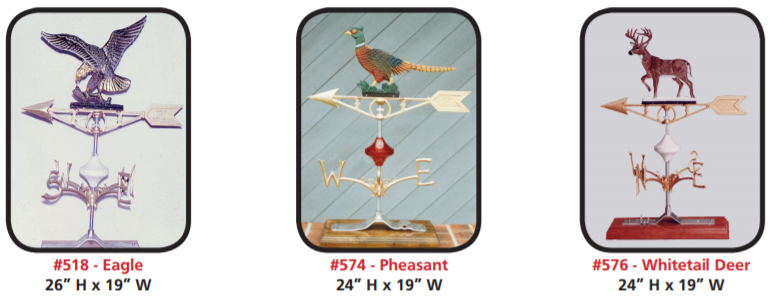 W E
#518 - Eagle
26” H x 19” W
#574 - Pheasant
24” H x 19” W
#576 - Whitetail Deer
24” H x 19” W